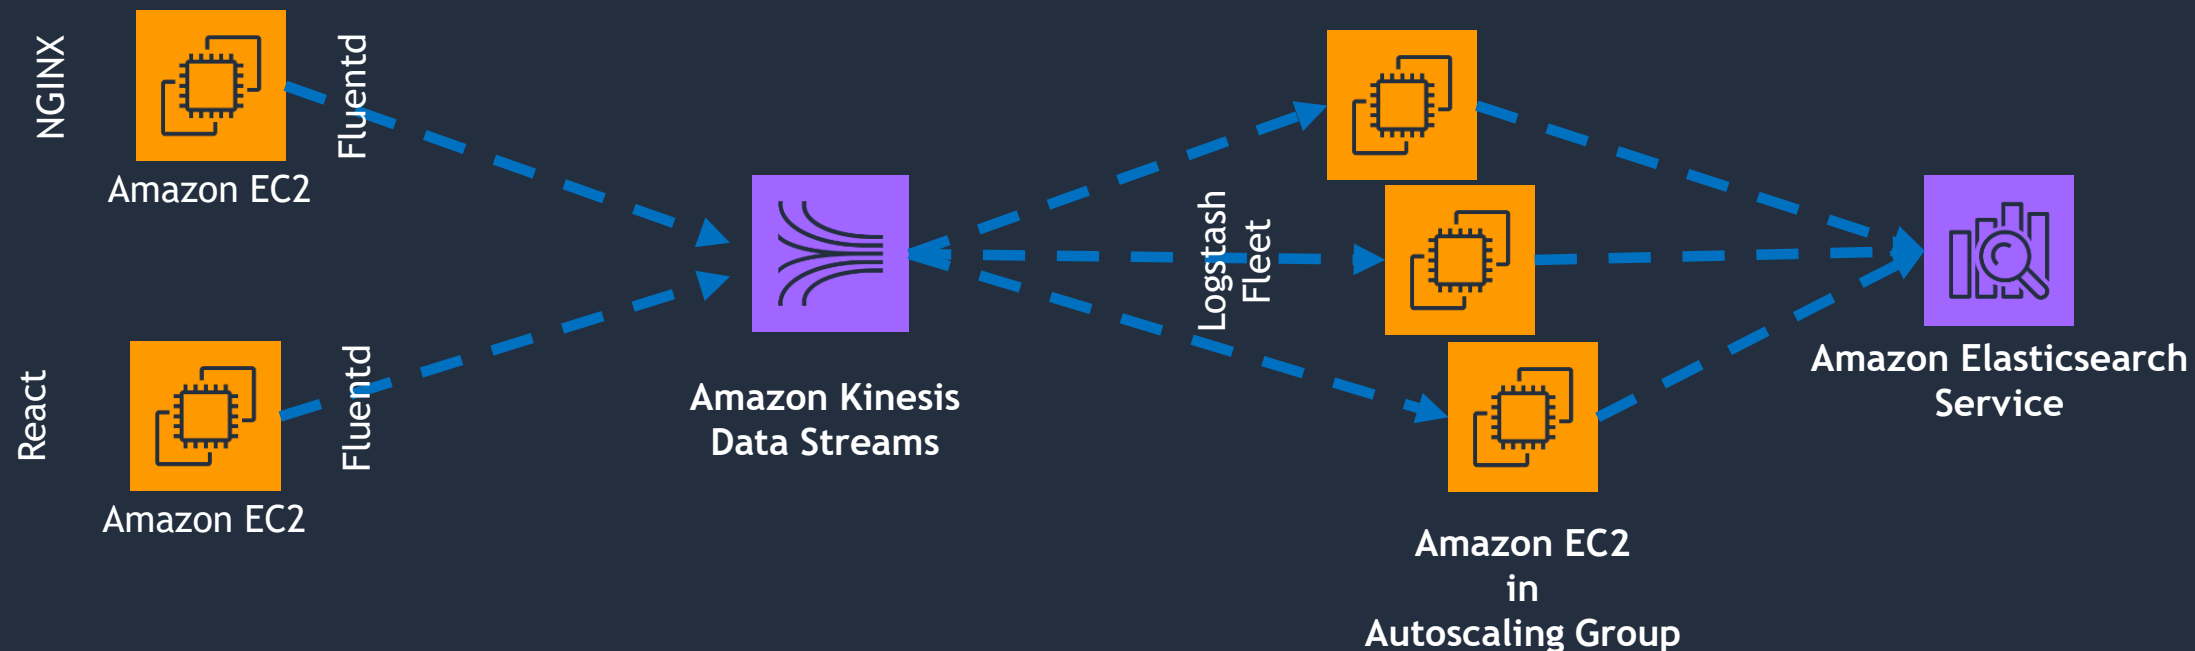 NGINX
Amazon EC2
Fluentd
React
Amazon EC2
Fluentd
Amazon Kinesis
Data Streams
Logstash
Fleet
Amazon EC2
in
Autoscaling Group
Amazon Elasticsearch
Service